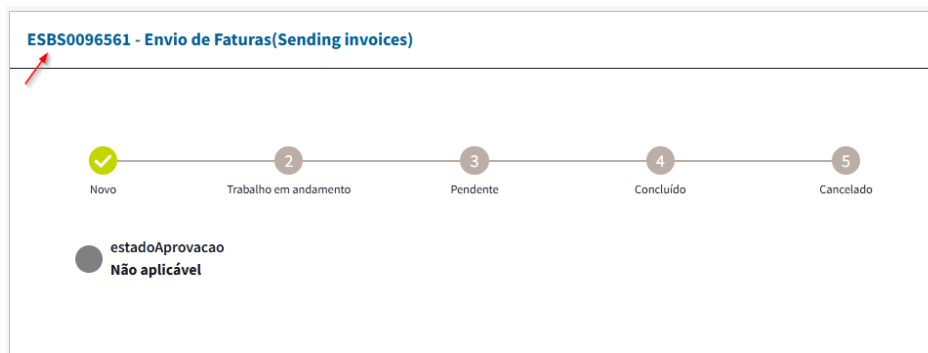 ESBS0096561 - Envio de Faturas(Sending invoices)
2
3
4
5
Novo
Trabalho em andamento
Pendente
Concluído
Cancelado
estadoAprovacao
Não aplicável